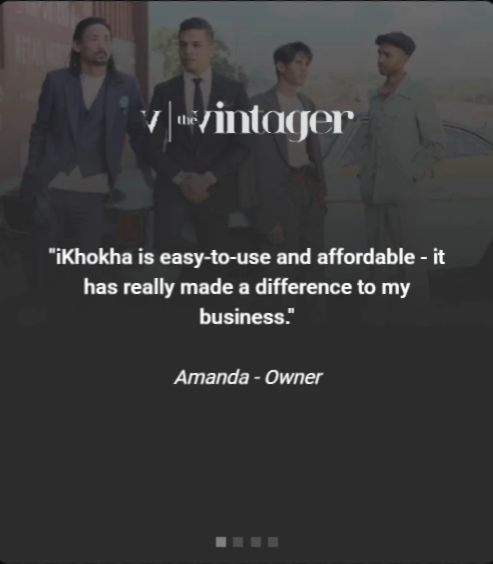 V | the vintager
"iKhokha is easy-to-use and affordable - it
has really made a difference to my
business."
Amanda - Owner